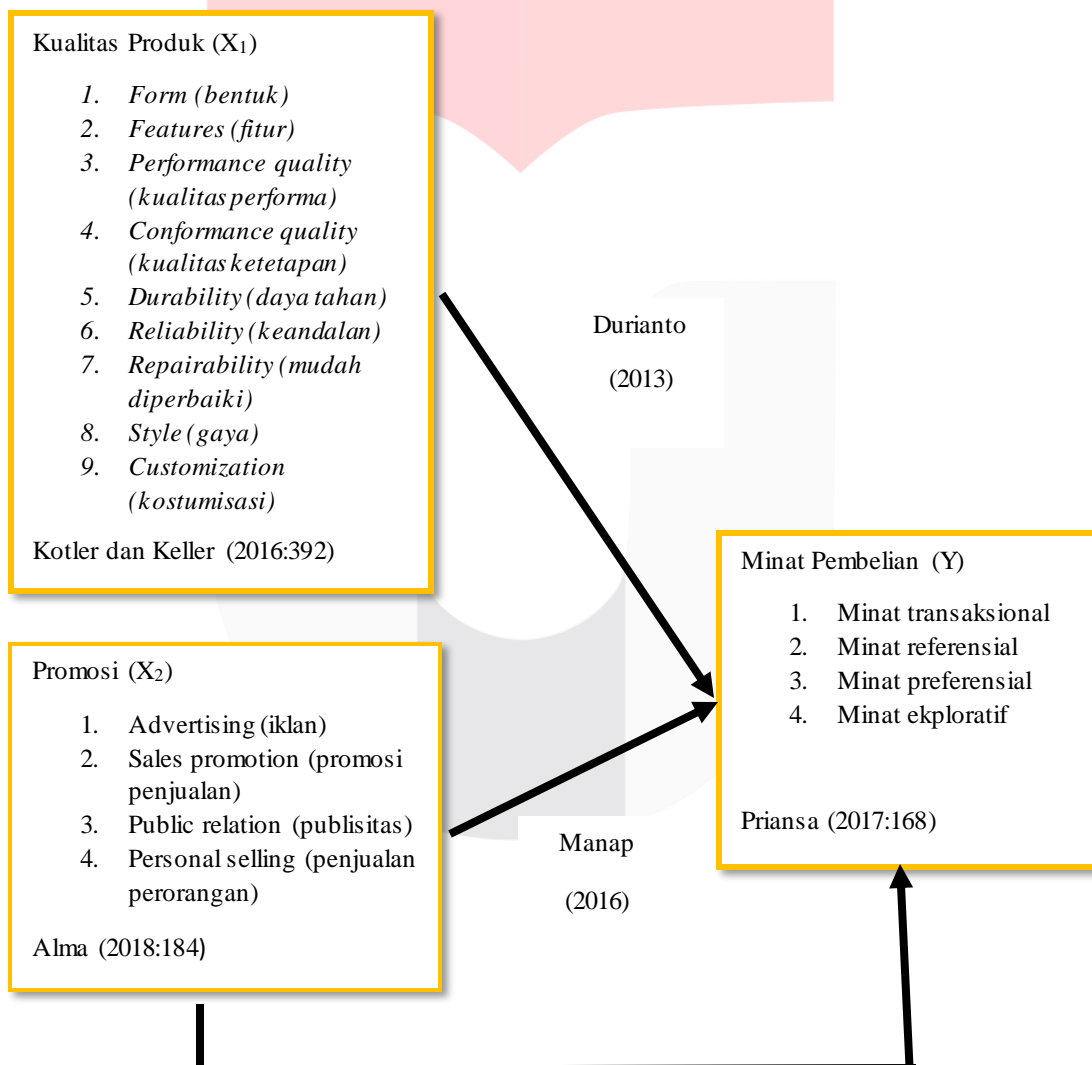 Kualitas Produk (X₁)
1. Form (bentuk)
2. Features (fitur)
3. Performance quality
(kualitas performa)
4. Conformance quality
(kualitas ketetapan)
5. Durability (daya tahan)
6. Reliability (keandalan)
7. Repairability (mudah
diperbaiki)
8. Style (gaya)
9. Customization
(kostumisasi)
Kotler dan Keller (2016:392)
Durianto
(2013)
Promosi (X₂)
1. Advertising (iklan)
2. Sales promotion (promosi
penjualan)
3. Public relation (publisitas)
4. Personal selling (penjualan
perorangan)
Alma (2018:184)
Manap
(2016)
Minat Pembelian (Y)
1. Minat transaksional
2. Minat referensial
3. Minat preferensial
4. Minat ekploratif
Priansa (2017:168)